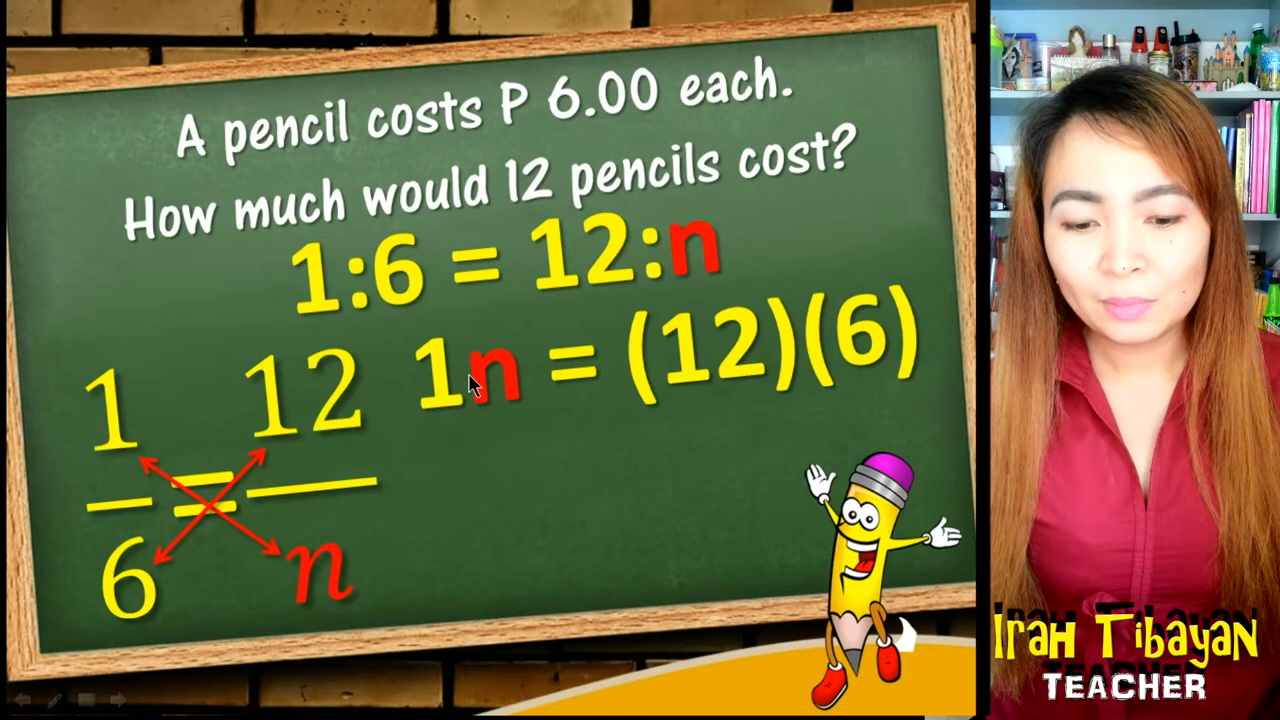 A pencil costs P 6.00 each.
How much would 12 pencils cost?
1:6 = 12:n
1n = (12)(6)
1/6 = 12/n
Irah Tibayan
TEACHER